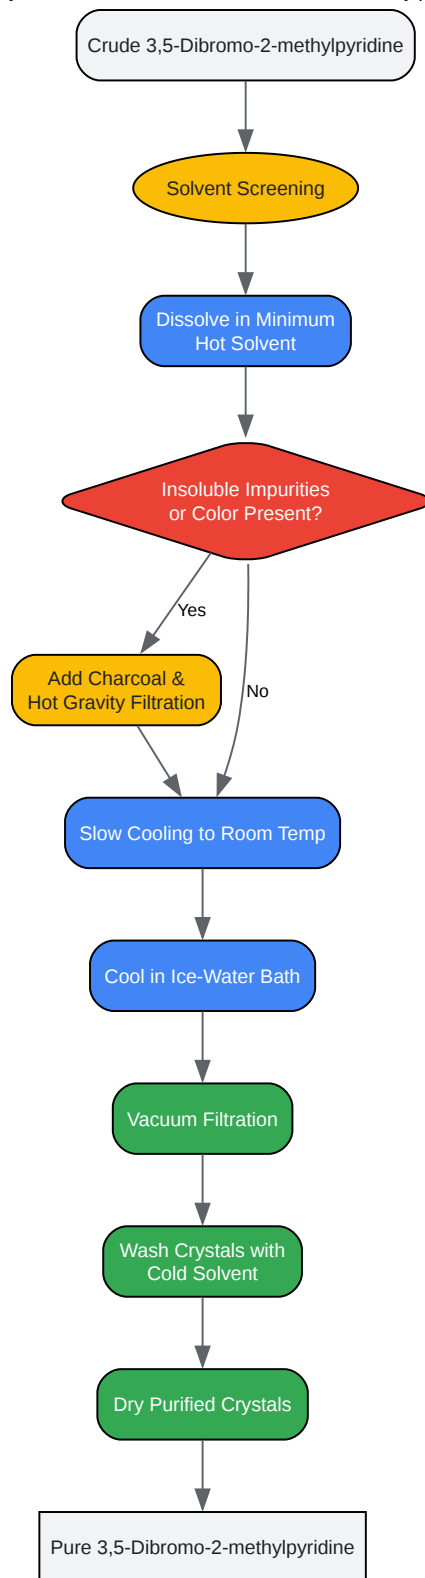 Crude 3,5-Dibromo-2-methylpyridine
Solvent Screening
Dissolve in Minimum
Hot Solvent
Insoluble Impurities
or Color Present?
Yes
Add Charcoal &
Hot Gravity Filtration
No
Slow Cooling to Room Temp
Cool in Ice-Water Bath
Vacuum Filtration
Wash Crystals with
Cold Solvent
Dry Purified Crystals
Pure 3,5-Dibromo-2-methylpyridine